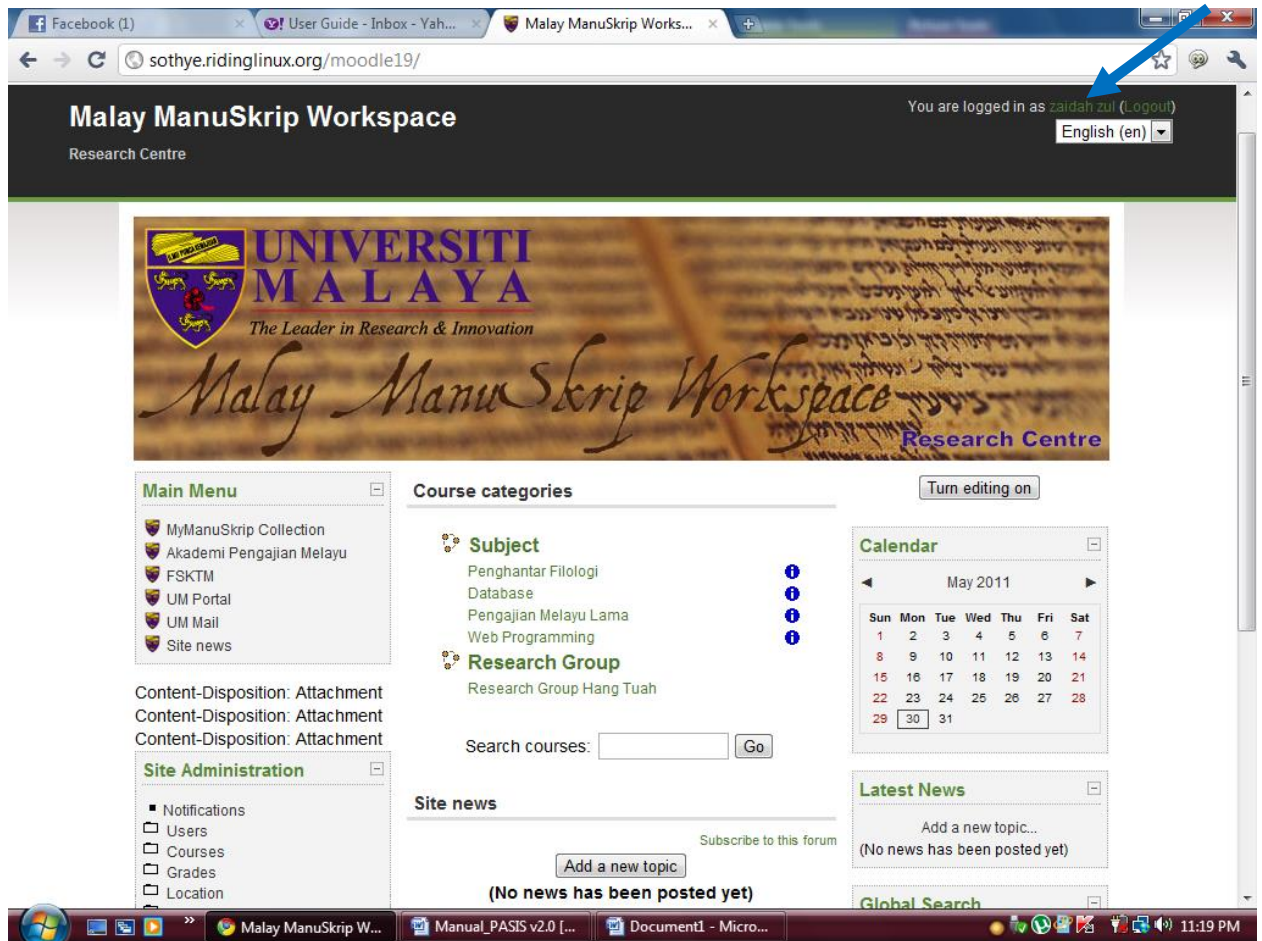 Facebook (1)
User Guide - Inbox - Yah...
Malay ManuSkrip Works...
sothye.ridinglinux.org/moodle19/
Malay ManuSkrip Workspace
Research Centre
You are logged in as zaidah zul (Logout)
English (en)
UNIVERSITI
MALAYA
The Leader in Research & Innovation
Malay ManuSkrip Workspace
Research Centre
Main Menu
MyManuSkrip Collection
Akademi Pengajian Melayu
FSKTM
UM Portal
UM Mail
Site news
Content-Disposition: Attachment
Content-Disposition: Attachment
Content-Disposition: Attachment
Site Administration
Notifications
Users
Courses
Grades
Location
Course categories
Subject
Penghantar Filologi
Database
Pengajian Melayu Lama
Web Programming
Research Group
Research Group Hang Tuah
Search courses:
Go
Site news
Subscribe to this forum
Add a new topic
(No news has been posted yet)
Turn editing on
Calendar
May 2011
Sun Mon Tue Wed Thu Fri Sat
1 2 3 4 5 6 7
8 9 10 11 12 13 14
15 16 17 18 19 20 21
22 23 24 25 26 27 28
29 30 31
Latest News
Add a new topic...
(No news has been posted yet)
Global Search
Malay ManuSkrip W...
Manual_PASIS v2.0 [...
Document1 - Micro...
11:19 PM